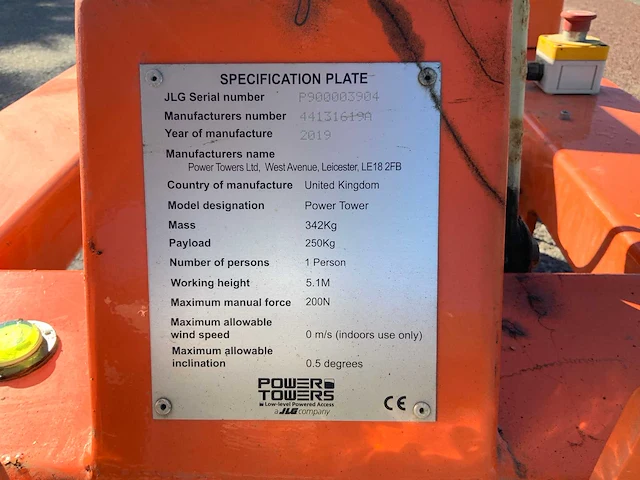 SPECIFICATION PLATE
JLG Serial number P900003904
Manufacturers number 44131619A
Year of manufacture 2019
Manufacturers name
Power Towers Ltd, West Avenue, Leicester, LE18 2FB
Country of manufacture United Kingdom
Model designation Power Tower
Mass 342Kg
Payload 250Kg
Number of persons 1 Person
Working height 5.1M
Maximum manual force 200N
Maximum allowable
wind speed 0 m/s (indoors use only)
Maximum allowable
inclination 0.5 degrees
POWER
TOWERS
Low-level Powered Access
a JLG company
CE